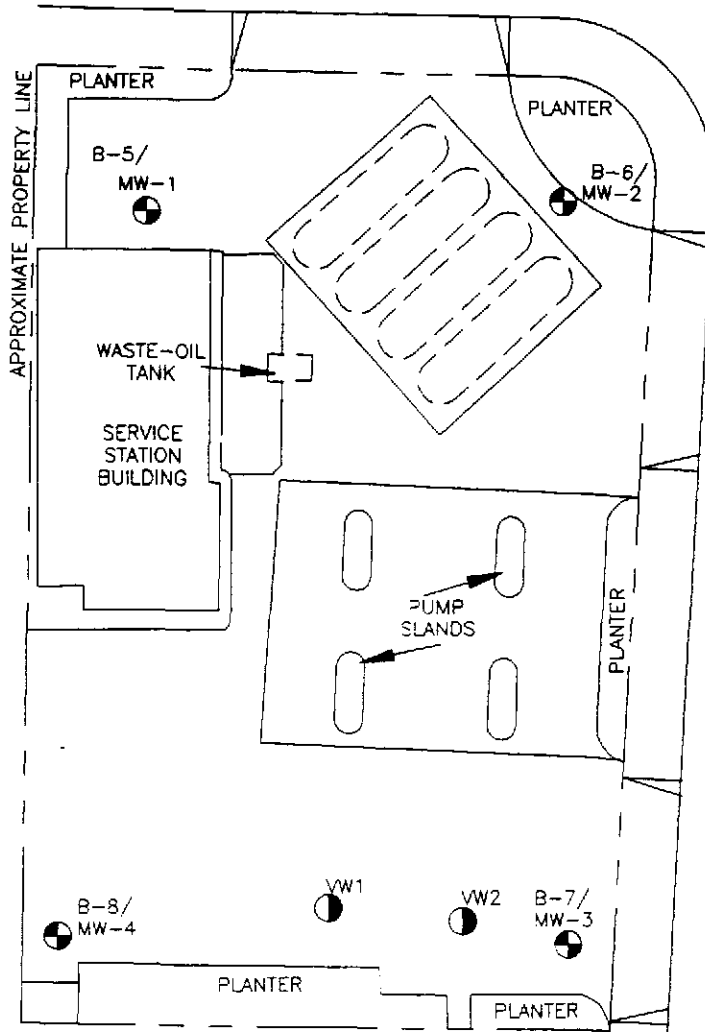 PLANTER
PLANTER
APPROXIMATE PROPERTY LINE
B-5/
MW-1
B-6/
MW-2
WASTE-OIL
TANK
SERVICE
STATION
BUILDING
PUMP
SLANDS
PLANTER
VW1
VW2
B-7/
MW-3
B-8/
MW-4
PLANTER
PLANTER